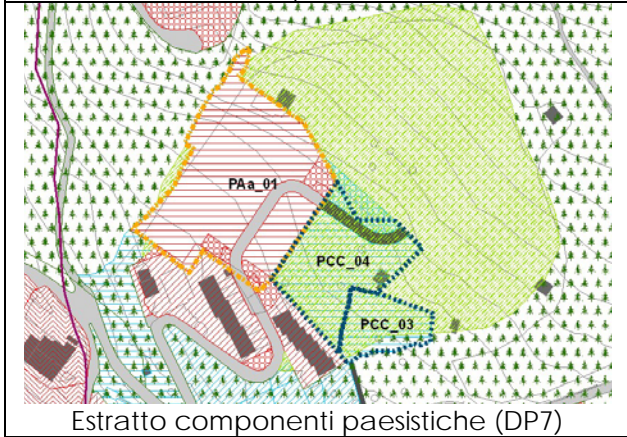 PAa_01
PCC_04
PCC_03
Estratto componenti paesistiche (DP7)